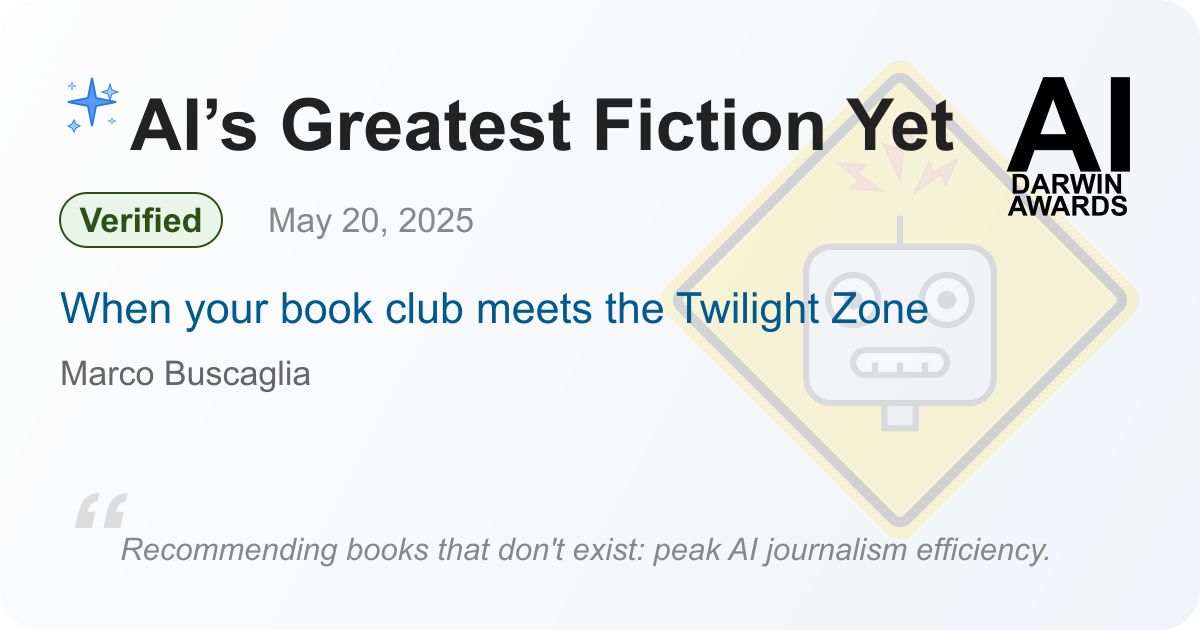 AI’s Greatest Fiction Yet
AI
DARWIN
AWARDS
Verified
May 20, 2025
When your book club meets the Twilight Zone
Marco Buscaglia
“
Recommending books that don't exist: peak AI journalism efficiency.